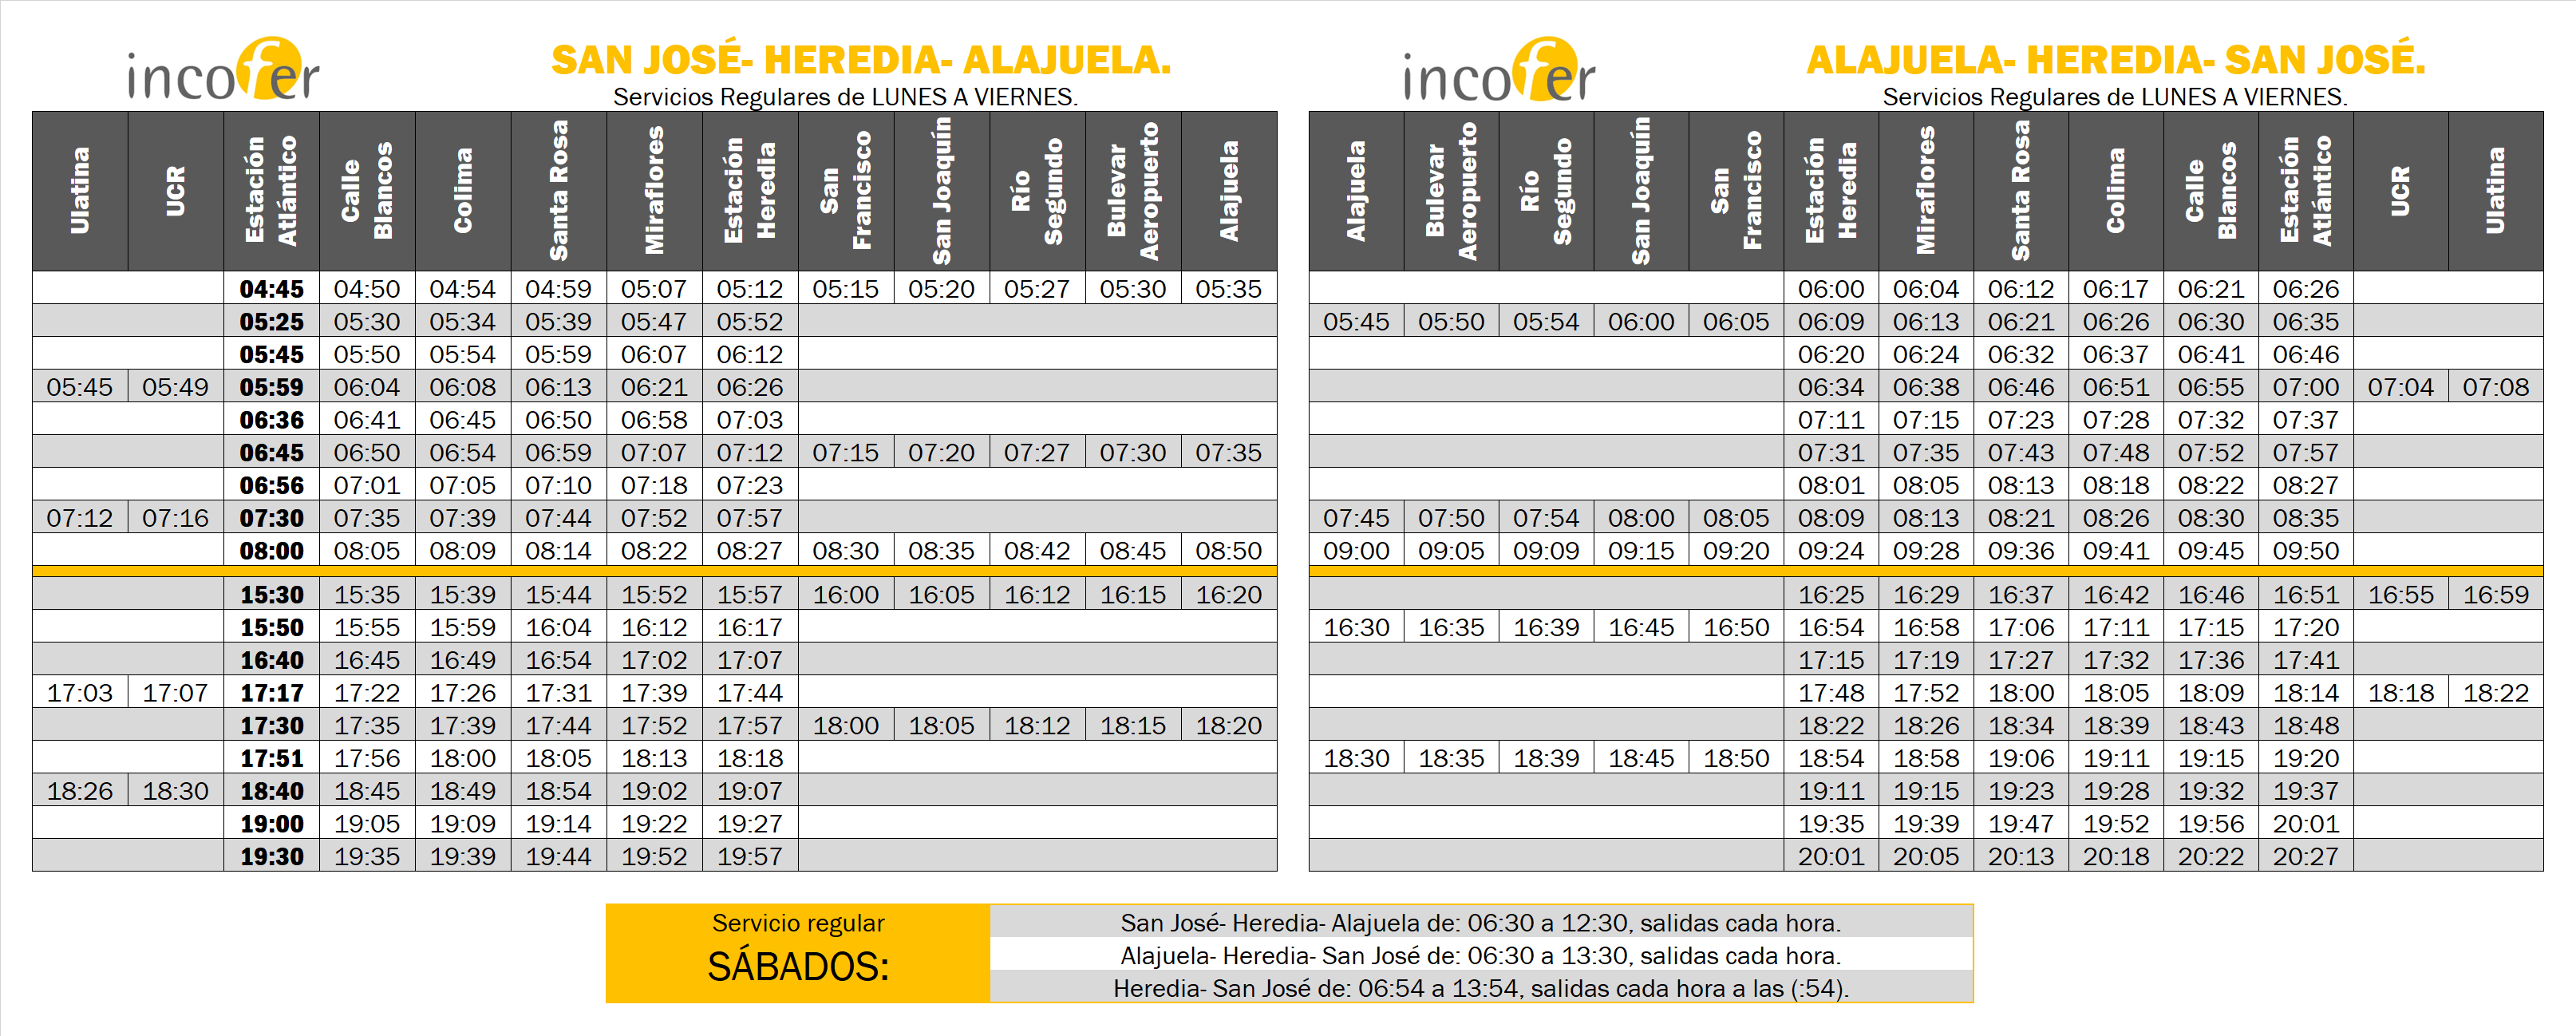 incofer
SAN JOSÉ- HEREDIA- ALAJUELA.
Servicios Regulares de LUNES A VIERNES.
Ulatina UCR Estación Atlántico Calle Blancos Colima Santa Rosa Miraflores Estación Heredia San Francisco San Joaquín Río Segundo Bulevar Aeropuerto Alajuela
04:45 04:50 04:54 04:59 05:07 05:12 05:15 05:20 05:27 05:30 05:35
05:25 05:30 05:34 05:39 05:47 05:52
05:45 05:50 05:54 05:59 06:07 06:12
05:45 05:49 05:59 06:04 06:08 06:13 06:21 06:26
06:36 06:41 06:45 06:50 06:58 07:03
06:45 06:50 06:54 06:59 07:07 07:12 07:15 07:20 07:27 07:30 07:35
06:56 07:01 07:05 07:10 07:18 07:23
07:12 07:16 07:30 07:35 07:39 07:44 07:52 07:57
08:00 08:05 08:09 08:14 08:22 08:27 08:30 08:35 08:42 08:45 08:50
15:30 15:35 15:39 15:44 15:52 15:57 16:00 16:05 16:12 16:15 16:20
15:50 15:55 15:59 16:04 16:12 16:17
16:40 16:45 16:49 16:54 17:02 17:07
17:03 17:07 17:17 17:22 17:26 17:31 17:39 17:44
17:30 17:35 17:39 17:44 17:52 17:57 18:00 18:05 18:12 18:15 18:20
17:51 17:56 18:00 18:05 18:13 18:18
18:26 18:30 18:40 18:45 18:49 18:54 19:02 19:07
19:00 19:05 19:09 19:14 19:22 19:27
19:30 19:35 19:39 19:44 19:52 19:57
incofer
ALAJUELA- HEREDIA- SAN JOSÉ.
Servicios Regulares de LUNES A VIERNES.
Alajuela Bulevar Aeropuerto Río Segundo San Joaquín San Francisco Estación Heredia Miraflores Santa Rosa Colima Calle Blancos Estación Atlántico UCR Ulatina
06:00 06:04 06:12 06:17 06:21 06:26
05:45 05:50 05:54 06:00 06:05 06:09 06:13 06:21 06:26 06:30 06:35
06:20 06:24 06:32 06:37 06:41 06:46
06:34 06:38 06:46 06:51 06:55 07:00 07:04 07:08
07:11 07:15 07:23 07:28 07:32 07:37
07:31 07:35 07:43 07:48 07:52 07:57
08:01 08:05 08:13 08:18 08:22 08:27
07:45 07:50 07:54 08:00 08:05 08:09 08:13 08:21 08:26 08:30 08:35
09:00 09:05 09:09 09:15 09:20 09:24 09:28 09:36 09:41 09:45 09:50
16:25 16:29 16:37 16:42 16:46 16:51 16:55 16:59
16:30 16:35 16:39 16:45 16:50 16:54 16:58 17:06 17:11 17:15 17:20
17:15 17:19 17:27 17:32 17:36 17:41
17:48 17:52 18:00 18:05 18:09 18:14 18:18 18:22
18:22 18:26 18:34 18:39 18:43 18:48
18:30 18:35 18:39 18:45 18:50 18:54 18:58 19:06 19:11 19:15 19:20
19:11 19:15 19:23 19:28 19:32 19:37
19:35 19:39 19:47 19:52 19:56 20:01
20:01 20:05 20:13 20:18 20:22 20:27
Servicio regular
SÁBADOS:
San José- Heredia- Alajuela de: 06:30 a 12:30, salidas cada hora.
Alajuela- Heredia- San José de: 06:30 a 13:30, salidas cada hora.
Heredia- San José de: 06:54 a 13:54, salidas cada hora a las (:54).